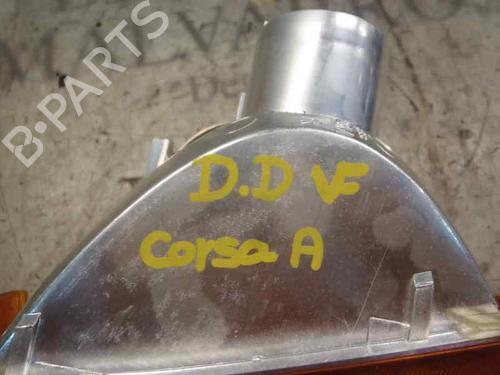 B-PARTS
D.D VF
Corsa A